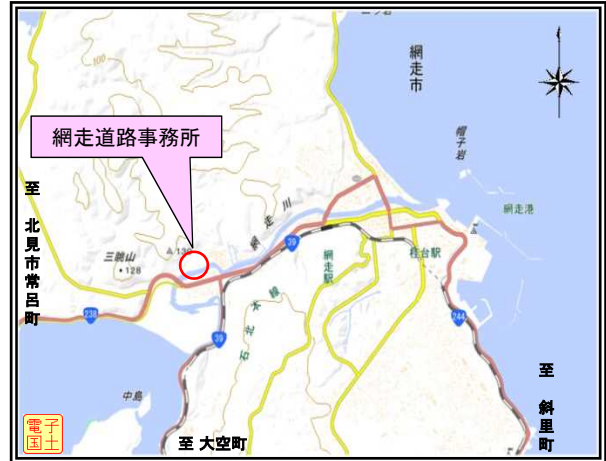 網走市
網走道路事務所
帽子岩
網走港
100
至 北見市常呂町
三眺山
・128
網走川
39
網走駅
桂台駅
238
39
石北本線
244
中島
至 大空町
至 斜里町
電子
国土